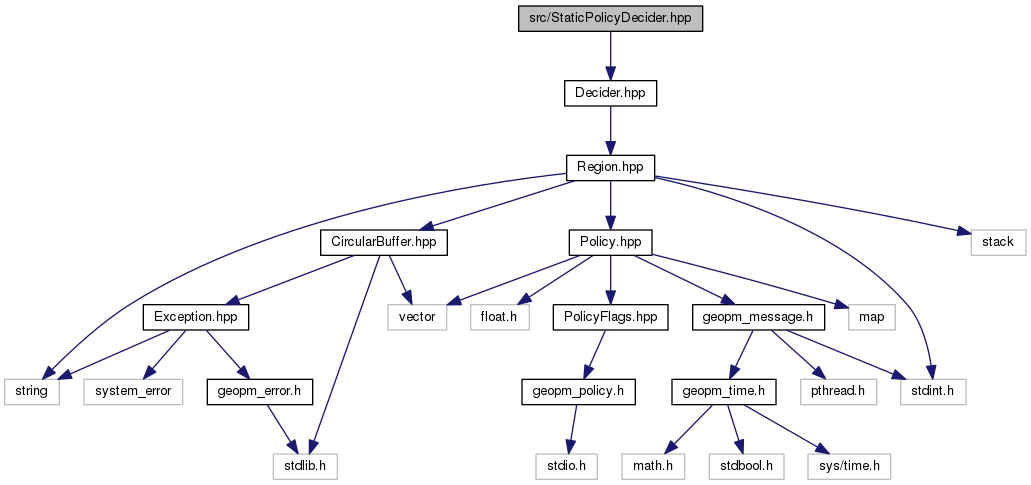 src/StaticPolicyDecider.hpp
Decider.hpp
Region.hpp
CircularBuffer.hpp
Policy.hpp
stack
Exception.hpp
vector
float.h
PolicyFlags.hpp
geopm_message.h
map
string
system_error
geopm_error.h
geopm_policy.h
geopm_time.h
pthread.h
stdint.h
stdlib.h
stdio.h
math.h
stdbool.h
sys/time.h